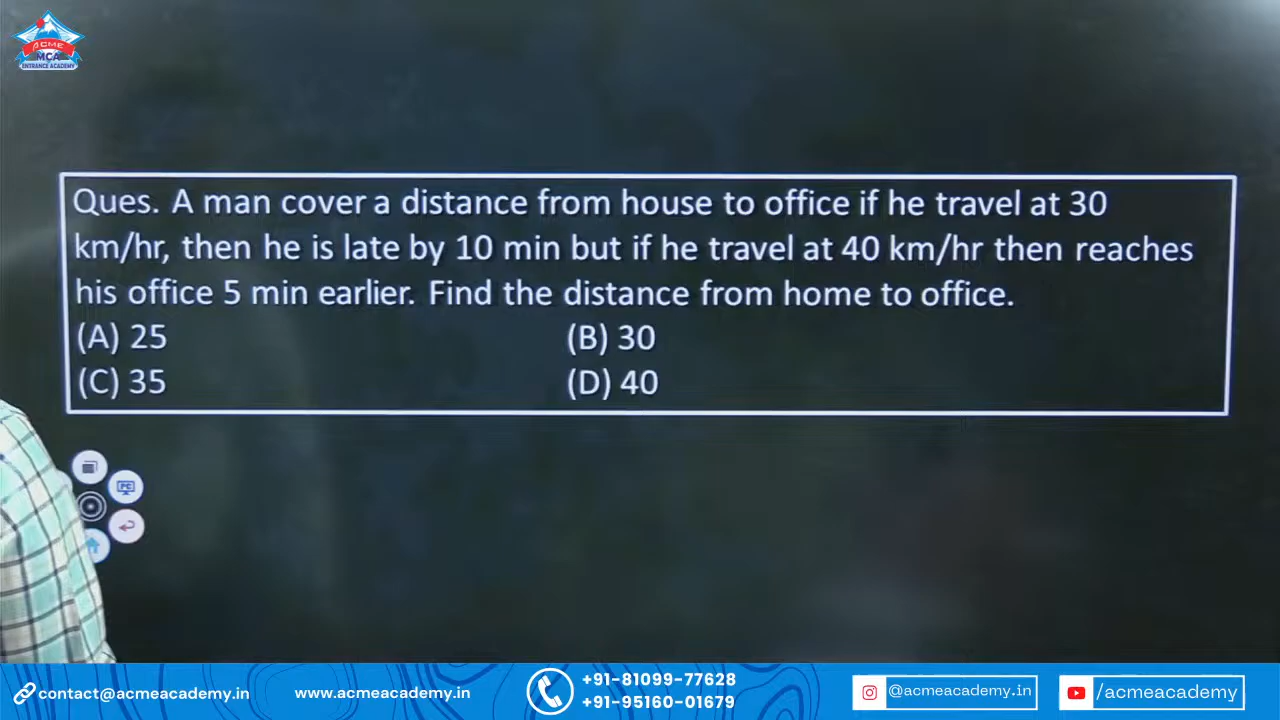 ACME
MCA
ENTRANCE ACADEMY
Ques. A man cover a distance from house to office if he travel at 30
km/hr, then he is late by 10 min but if he travel at 40 km/hr then reaches
his office 5 min earlier. Find the distance from home to office.
(A) 25 (B) 30
(C) 35 (D) 40
PC
contact@acmeacademy.in www.acmeacademy.in +91-81099-77628
+91-95160-01679 @acmeacademy.in /acmeacademy